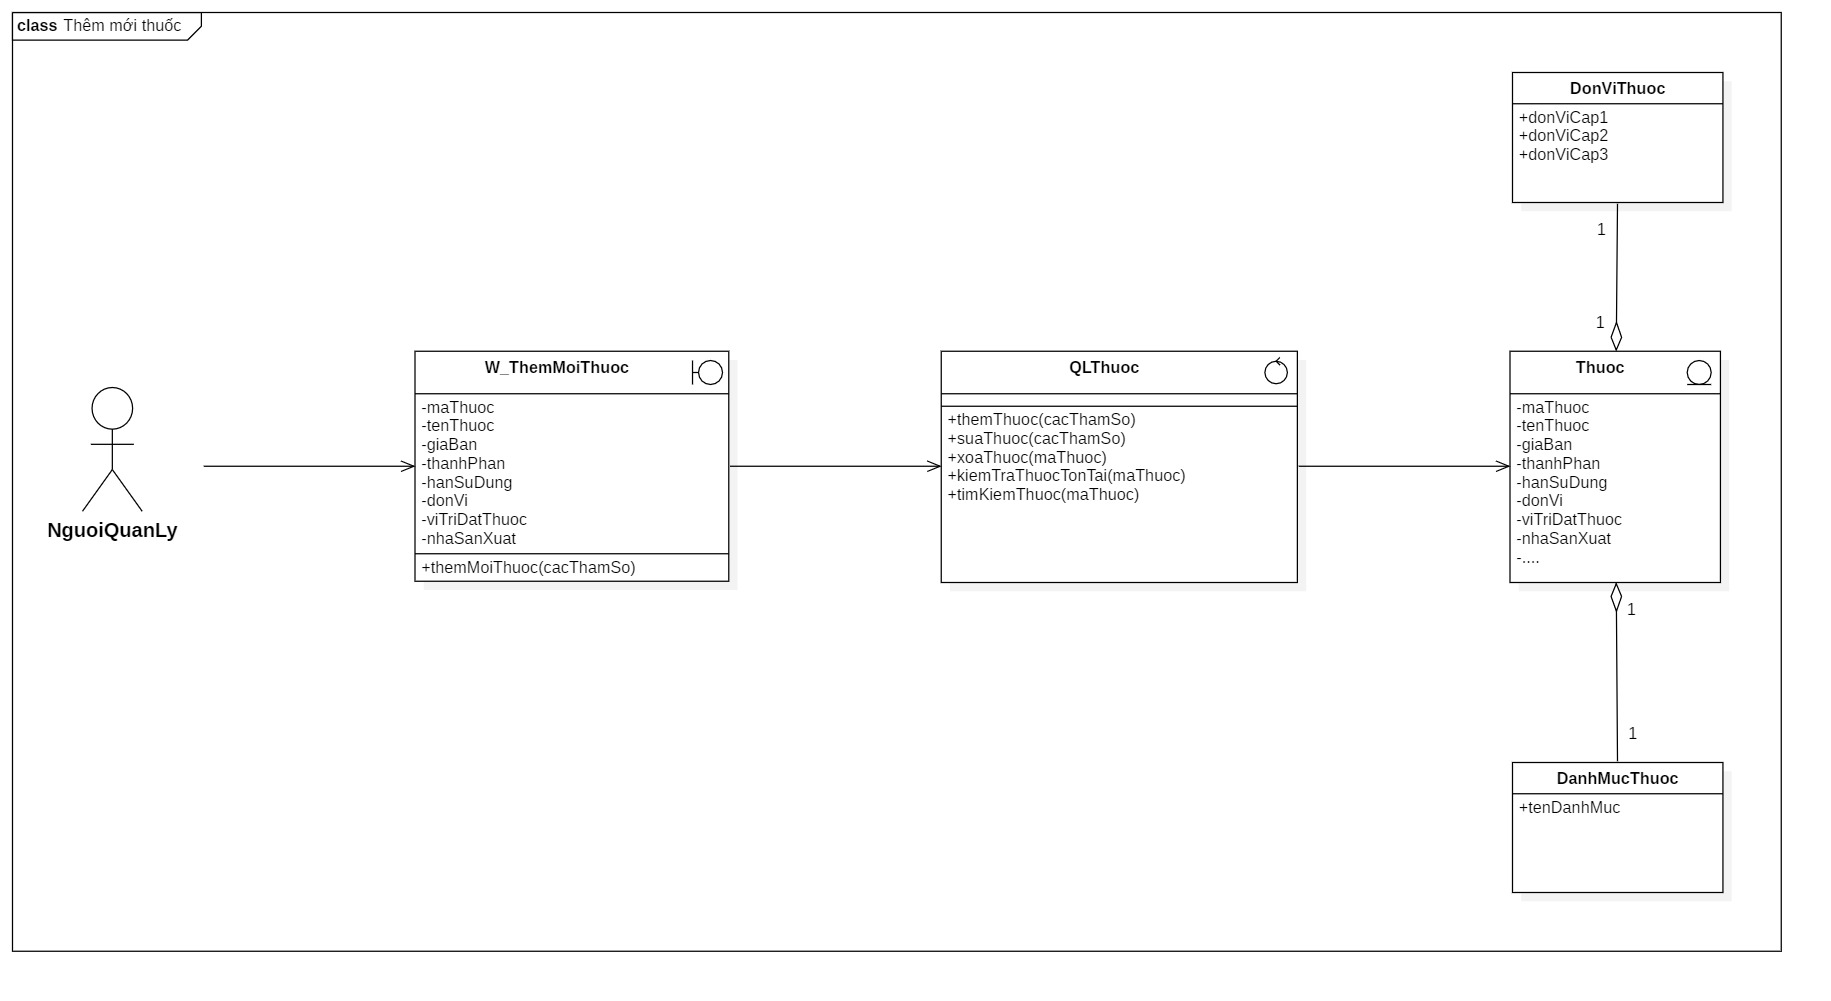 class Thêm mới thuốc
DonViThuoc
+donViCap1
+donViCap2
+donViCap3
1
1
NguoiQuanLy
W_ThemMoiThuoc
-maThuoc
-tenThuoc
-giaBan
-thanhPhan
-hanSuDung
-donVi
-viTriDatThuoc
-nhaSanXuat
+themMoiThuoc(cacThamSo)
QLThuoc
+themThuoc(cacThamSo)
+suaThuoc(cacThamSo)
+xoaThuoc(maThuoc)
+kiemTraThuocTonTai(maThuoc)
+timKiemThuoc(maThuoc)
Thuoc
-maThuoc
-tenThuoc
-giaBan
-thanhPhan
-hanSuDung
-donVi
-viTriDatThuoc
-nhaSanXuat
-....
1
1
DanhMucThuoc
+tenDanhMuc